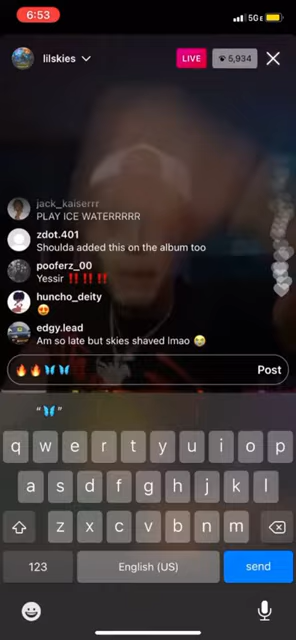 6:53
5GE
lilskies
LIVE
5,934
jack_kaiserrr
PLAY ICE WATERRRRR
zdot.401
Shoulda added this on the album too
pooferz_00
Yessir ‼️‼️‼️
huncho_deity
😍
edgy.lead
Am so late but skies shaved lmao 😭
🔥🔥🦋🦋 Post
“🦋”
q w e r t y u i o p
a s d f g h j k l
z x c v b n m
123 English (US) send